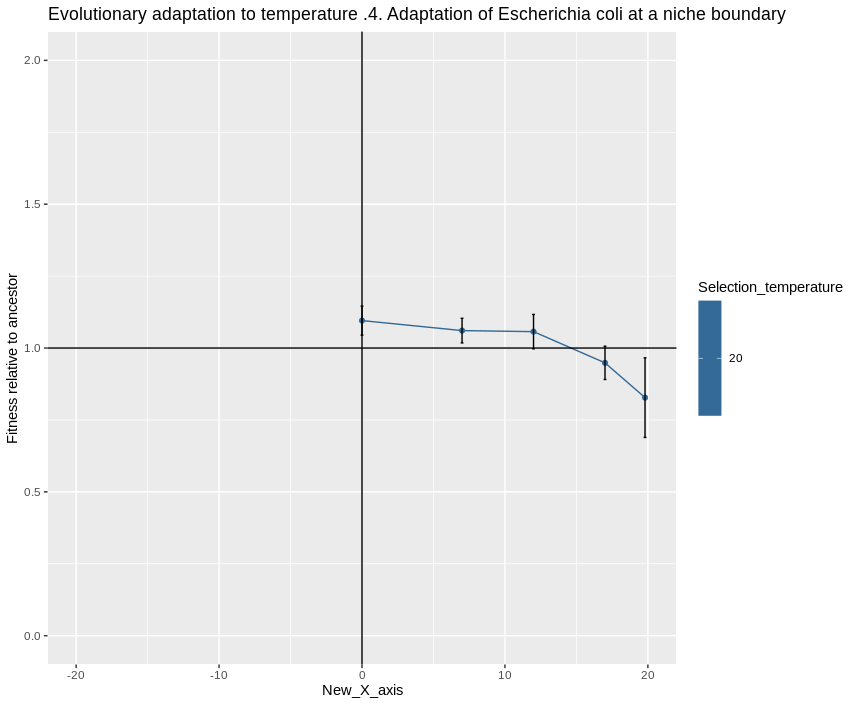 Evolutionary adaptation to temperature .4. Adaptation of Escherichia coli at a niche boundary
2.0
1.5
1.0
0.5
0.0
Fitness relative to ancestor
-20
-10
0
10
20
New_X_axis
Selection_temperature
20